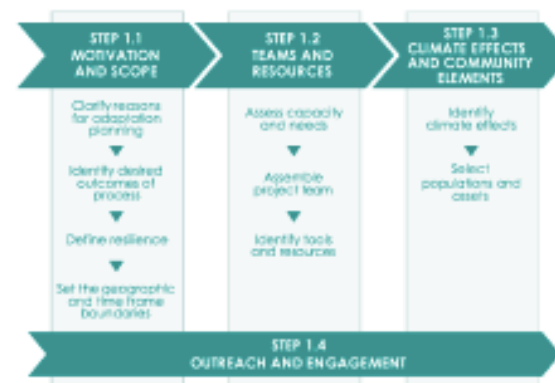 STEP 1.1
MOTIVATION
AND SCOPE
Clarify reasons
for adaptation
planning
Identify desired
outcomes of
process
Define resilience
Set the geographic
and time frame
boundaries
STEP 1.2
TEAMS AND
RESOURCES
Assess capacity
and needs
Assemble
project team
Identify tools
and resources
STEP 1.3
CLIMATE EFFECTS
AND COMMUNITY
ELEMENTS
Identify
climate effects
Select
populations and
assets
STEP 1.4
OUTREACH AND ENGAGEMENT